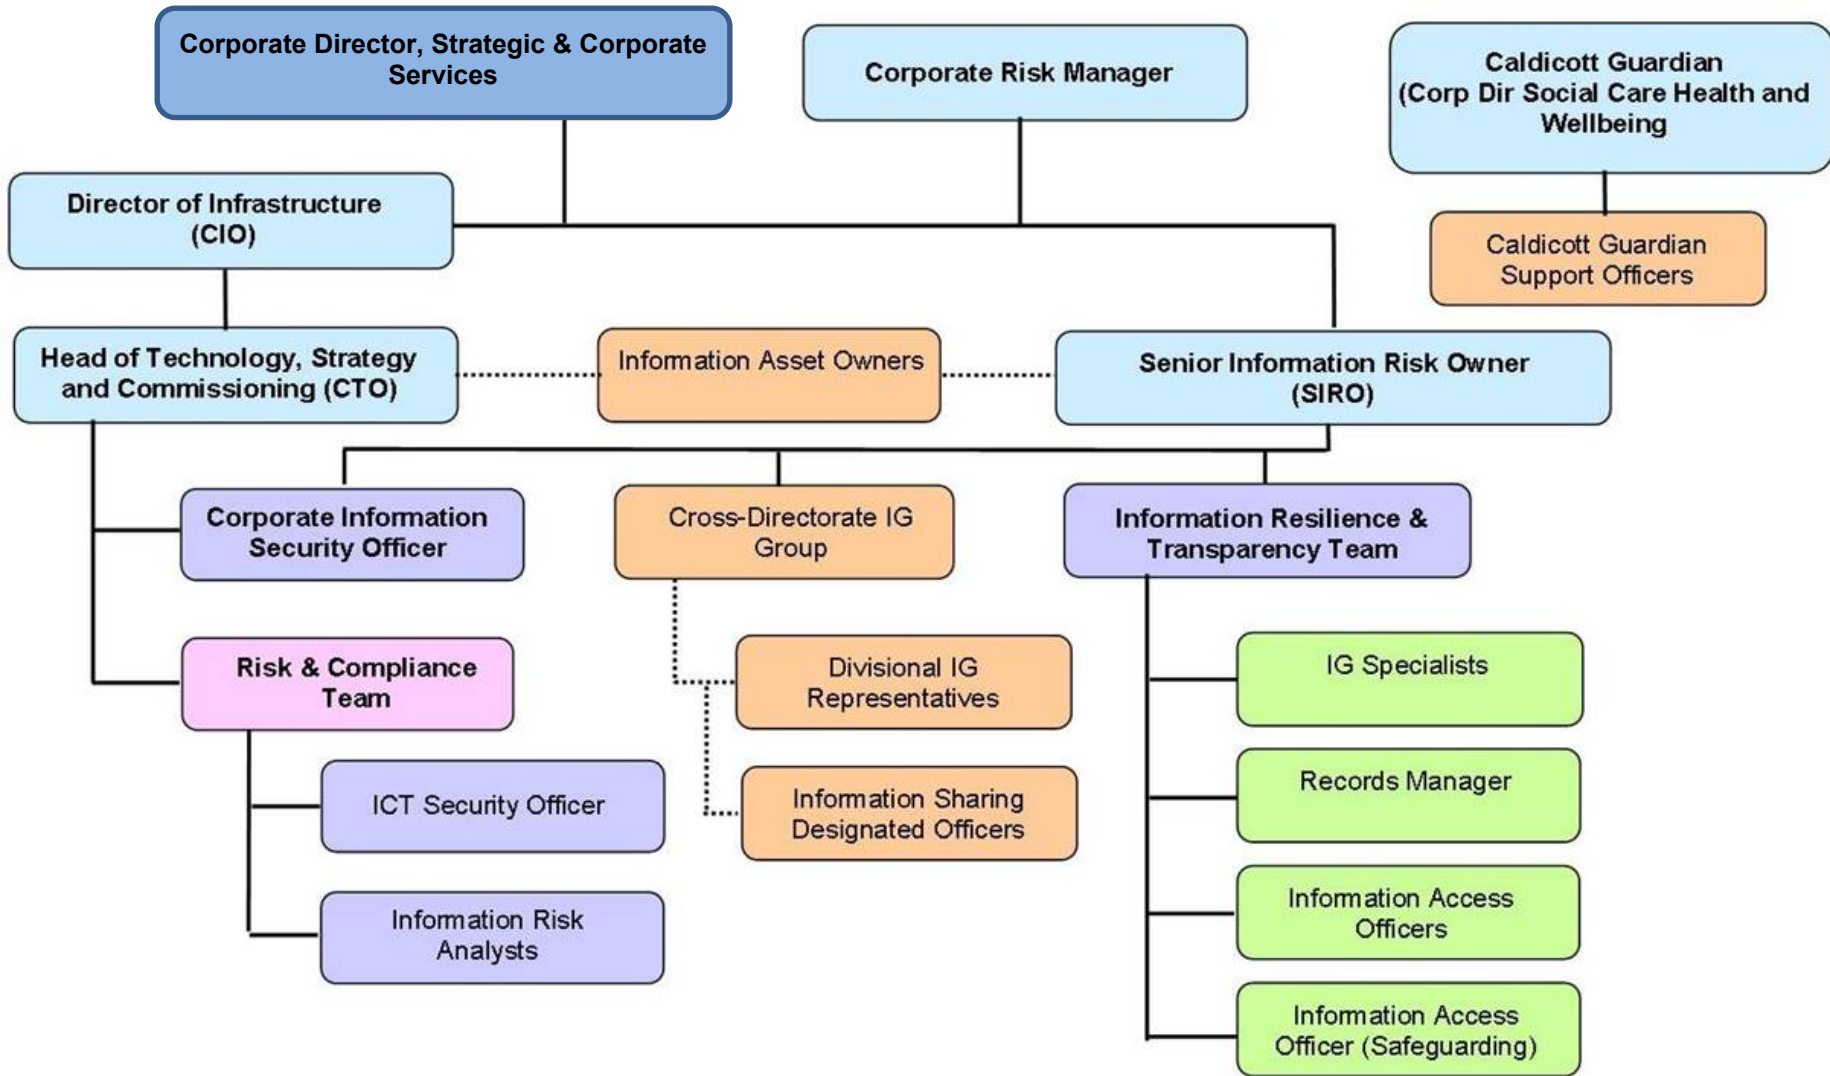 Corporate Director, Strategic & Corporate
Services
Corporate Risk Manager
Caldicott Guardian
(Corp Dir Social Care Health and
Wellbeing
Director of Infrastructure
(CIO)
Caldicott Guardian
Support Officers
Head of Technology, Strategy
and Commissioning (CTO)
Information Asset Owners
Senior Information Risk Owner
(SIRO)
Corporate Information
Security Officer
Cross-Directorate IG
Group
Information Resilience &
Transparency Team
Risk & Compliance
Team
Divisional IG
Representatives
IG Specialists
ICT Security Officer
Information Sharing
Designated Officers
Records Manager
Information Risk
Analysts
Information Access
Officers
Information Access
Officer (Safeguarding)